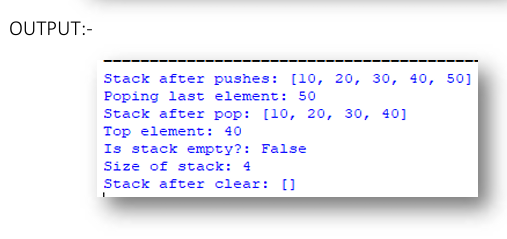 OUTPUT:-
Stack after pushes: [10, 20, 30, 40, 50]
Poping last element: 50
Stack after pop: [10, 20, 30, 40]
Top element: 40
Is stack empty?: False
Size of stack: 4
Stack after clear: []